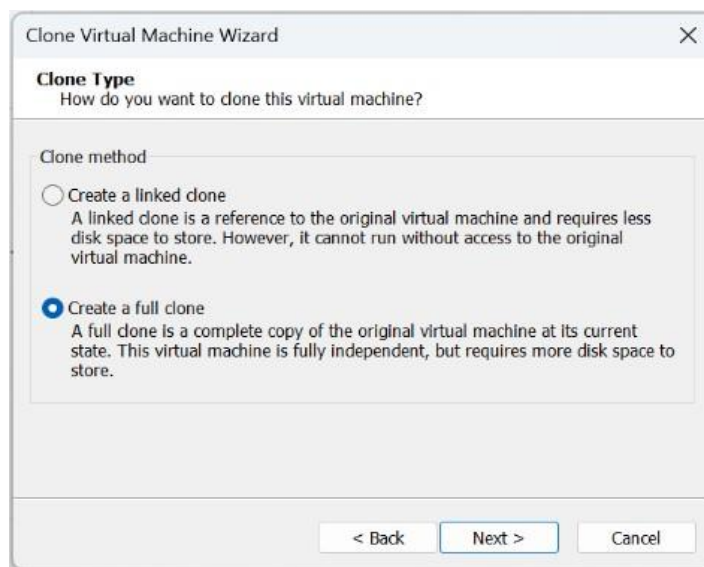 Clone Virtual Machine Wizard
Clone Type
How do you want to clone this virtual machine?
Clone method
Create a linked clone
A linked clone is a reference to the original virtual machine and requires less
disk space to store. However, it cannot run without access to the original
virtual machine.
Create a full clone
A full clone is a complete copy of the original virtual machine at its current
state. This virtual machine is fully independent, but requires more disk space to
store.
< Back Next > Cancel